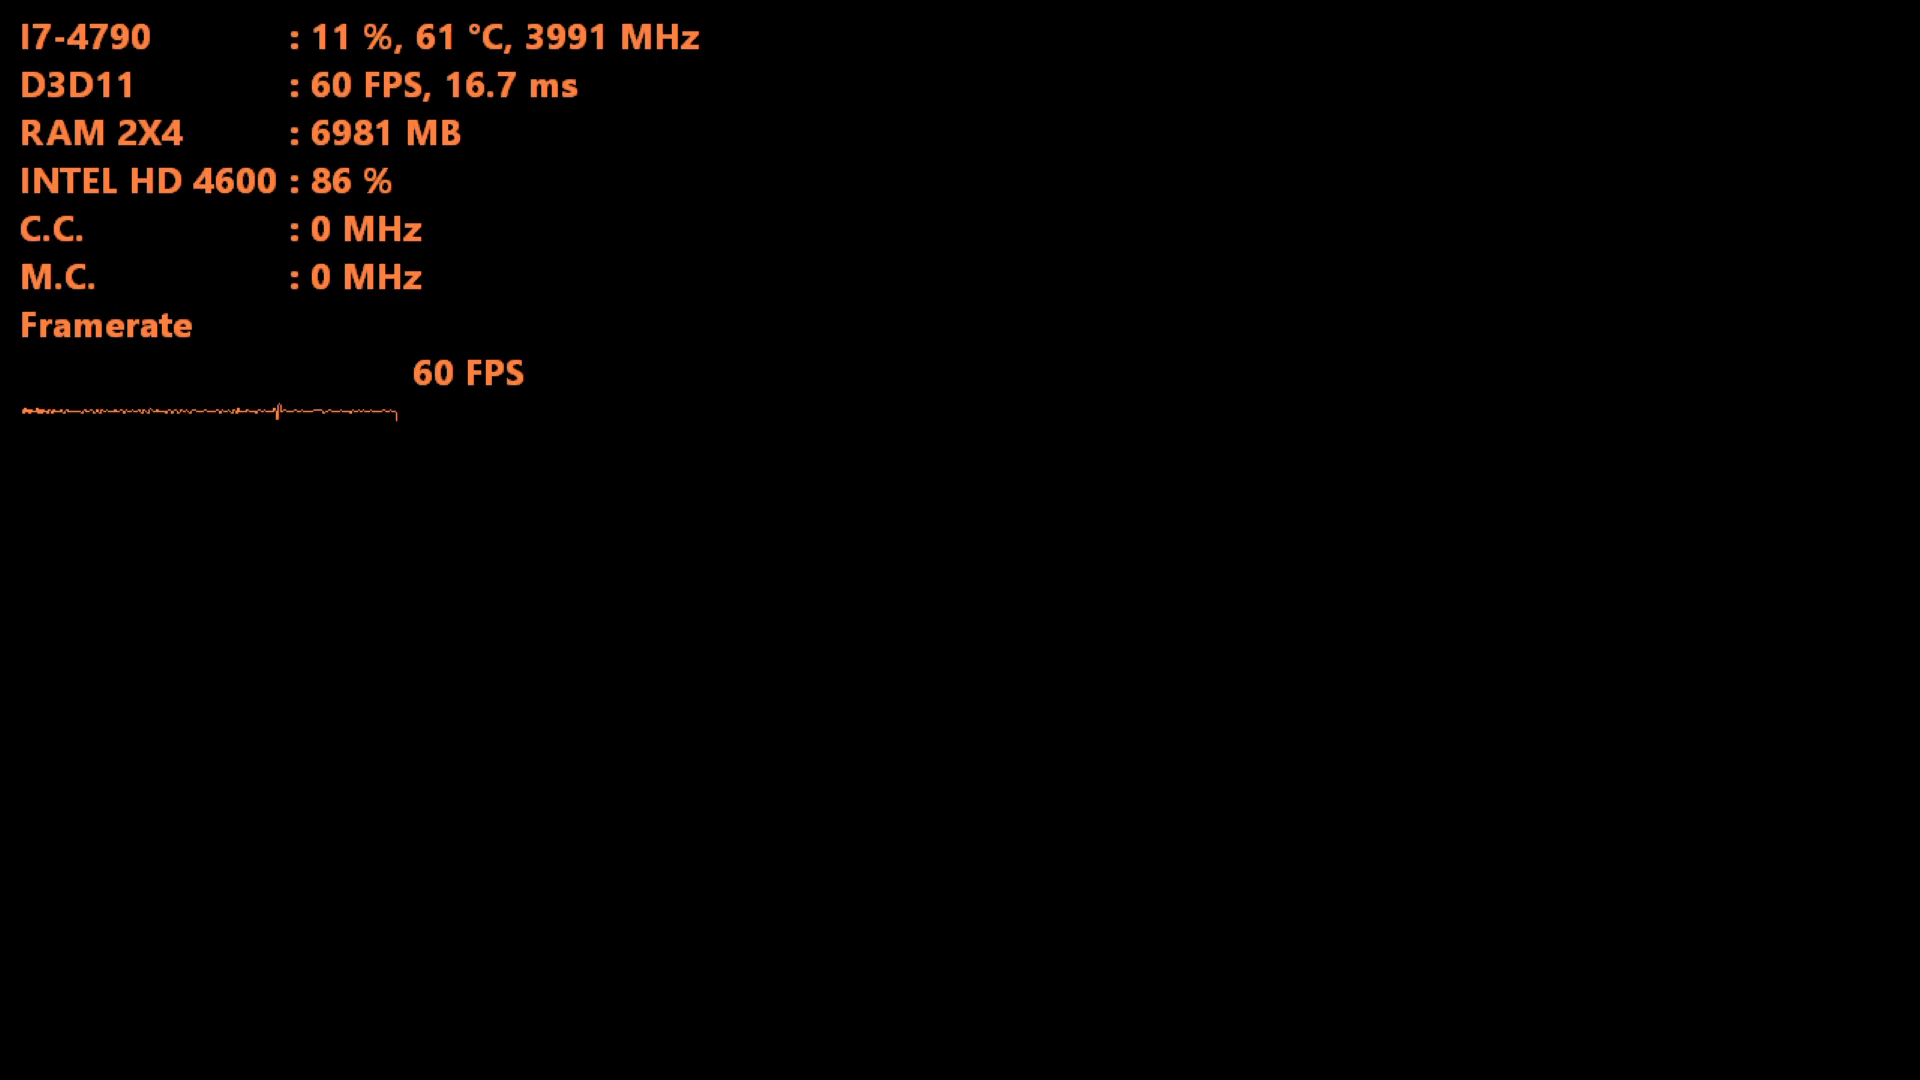 I7-4790 : 11 %, 61 °C, 3991 MHz
D3D11 : 60 FPS, 16.7 ms
RAM 2X4 : 6981 MB
INTEL HD 4600 : 86 %
C.C. : 0 MHz
M.C. : 0 MHz
Framerate
60 FPS